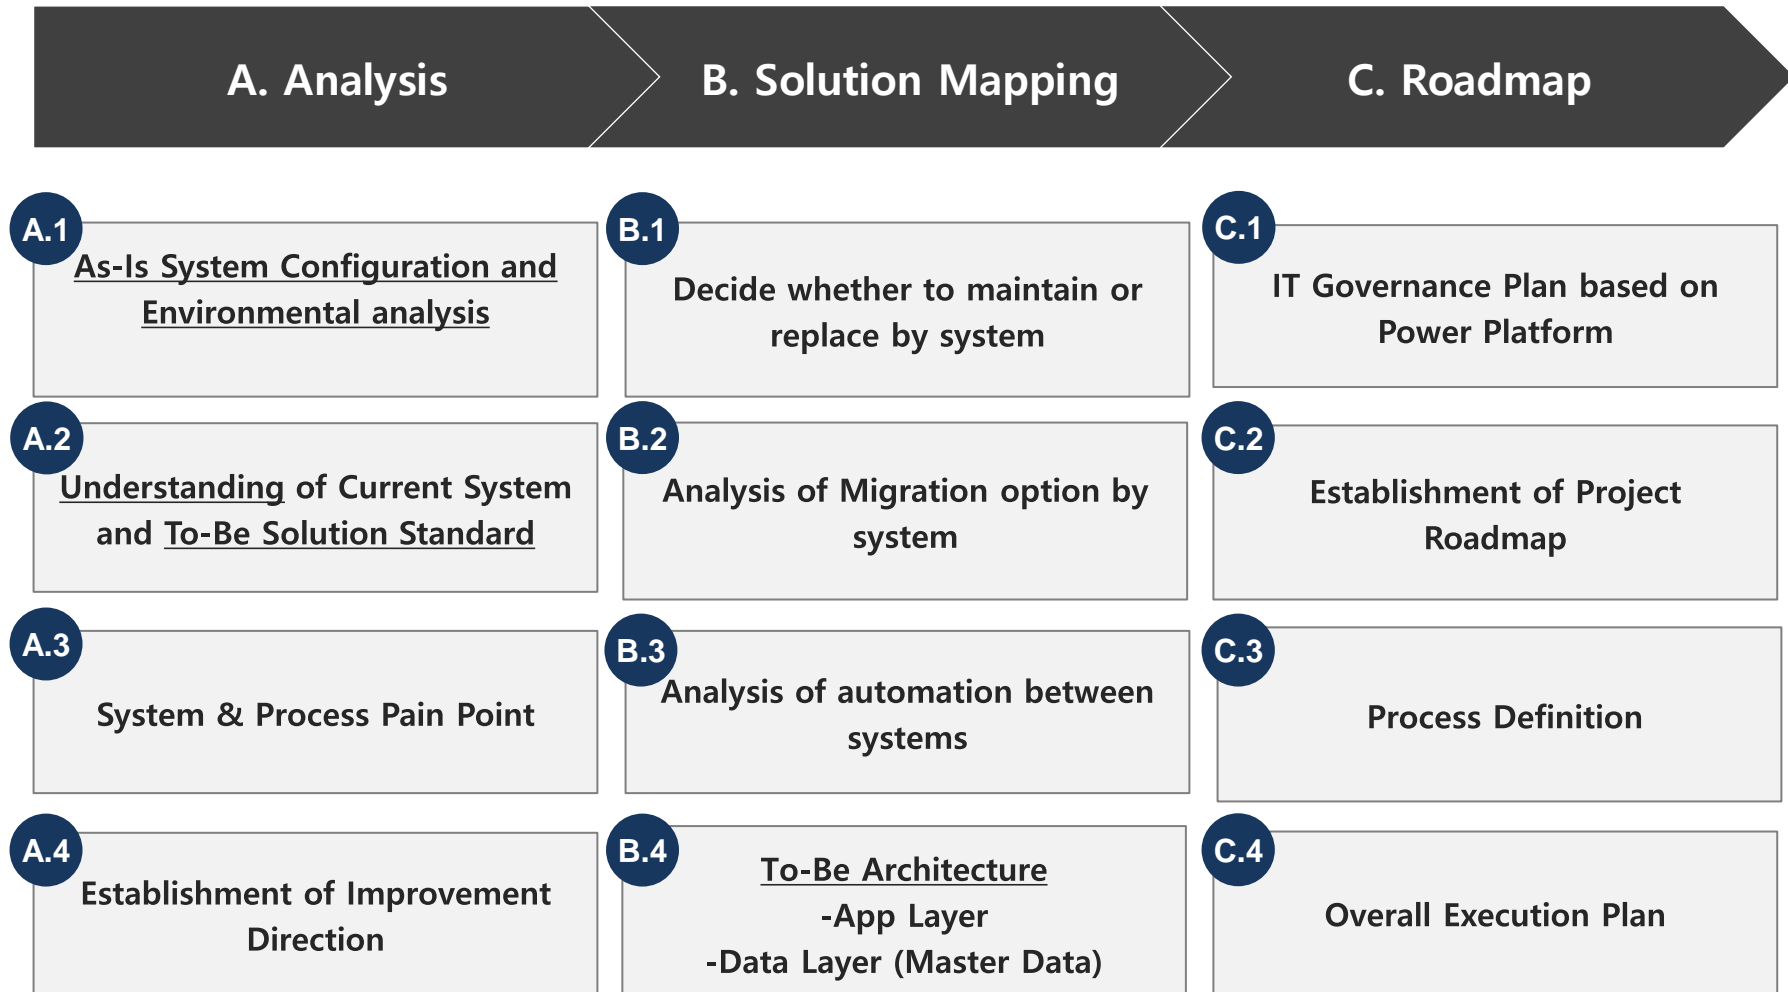 A. Analysis
B. Solution Mapping
C. Roadmap
A.1
As-Is System Configuration and
Environmental analysis
B.1
Decide whether to maintain or
replace by system
C.1
IT Governance Plan based on
Power Platform
A.2
Understanding of Current System
and To-Be Solution Standard
B.2
Analysis of Migration option by
system
C.2
Establishment of Project
Roadmap
A.3
System & Process Pain Point
B.3
Analysis of automation between
systems
C.3
Process Definition
A.4
Establishment of Improvement
Direction
B.4
To-Be Architecture
-App Layer
-Data Layer (Master Data)
C.4
Overall Execution Plan